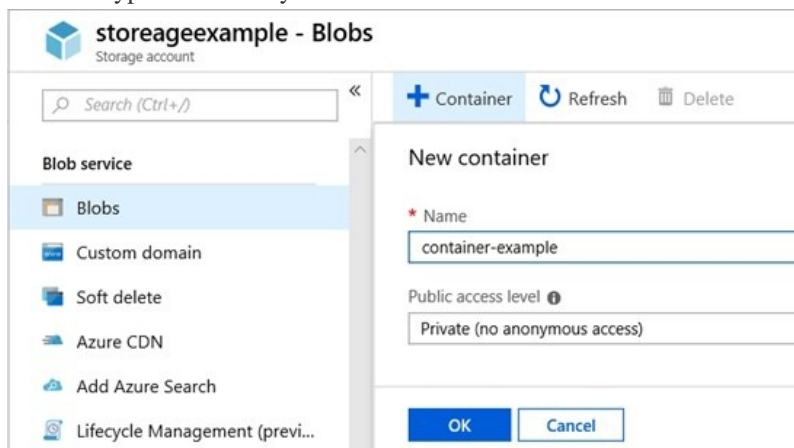 storeageexample - Blobs
Storage account
Search (Ctrl+/)
«
Container
Refresh
Delete
Blob service
Blobs
Custom domain
Soft delete
Azure CDN
Add Azure Search
Lifecycle Management (previ...
New container
* Name
container-example
Public access level
Private (no anonymous access)
OK
Cancel